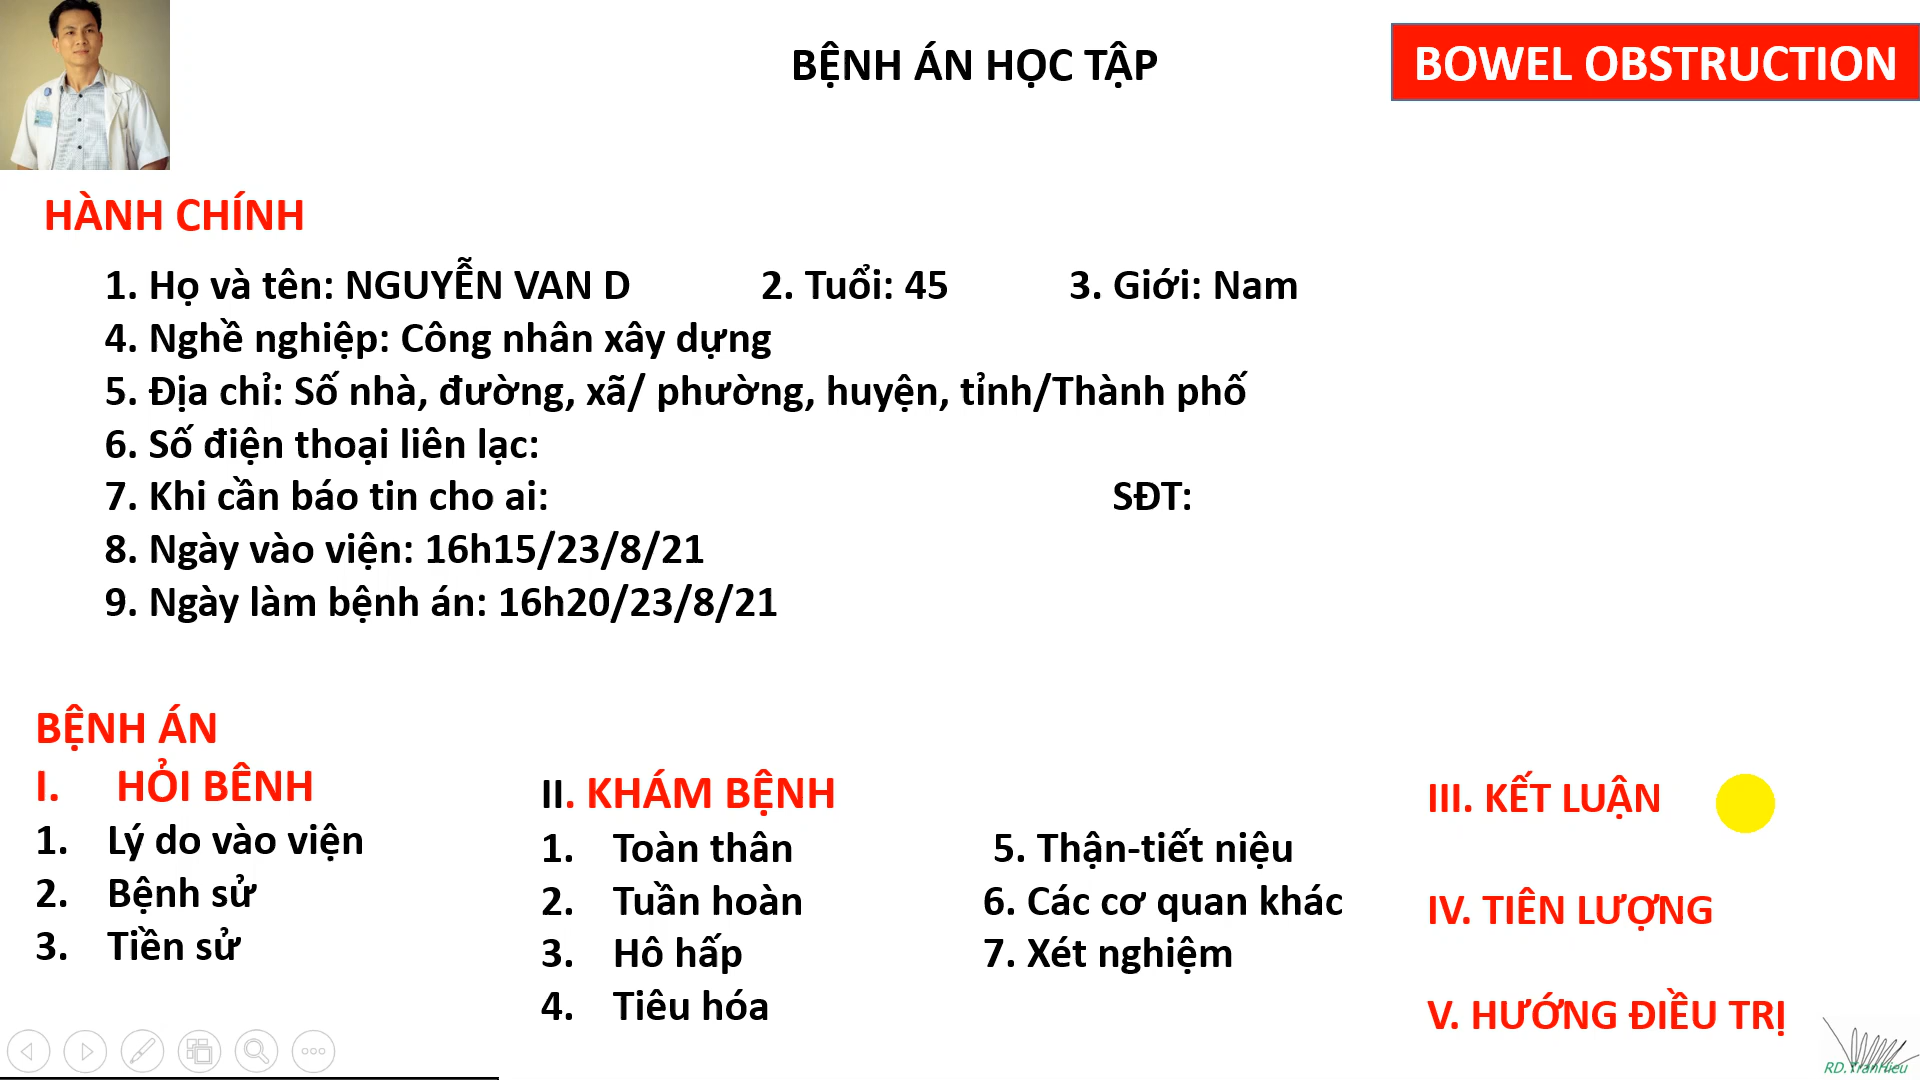 BỆNH ÁN HỌC TẬP
BOWEL OBSTRUCTION
HÀNH CHÍNH
1. Họ và tên: NGUYỄN VAN D 2. Tuổi: 45 3. Giới: Nam
4. Nghề nghiệp: Công nhân xây dựng
5. Địa chỉ: Số nhà, đường, xã/ phường, huyện, tỉnh/Thành phố
6. Số điện thoại liên lạc:
7. Khi cần báo tin cho ai: SĐT:
8. Ngày vào viện: 16h15/23/8/21
9. Ngày làm bệnh án: 16h20/23/8/21
BỆNH ÁN
I. HỎI BÊNH
1. Lý do vào viện
2. Bệnh sử
3. Tiền sử
II. KHÁM BỆNH
1. Toàn thân
2. Tuần hoàn
3. Hô hấp
4. Tiêu hóa
5. Thận-tiết niệu
6. Các cơ quan khác
7. Xét nghiệm
III. KẾT LUẬN
IV. TIÊN LƯỢNG
V. HƯỚNG ĐIỀU TRỊ
RD.TranHieu